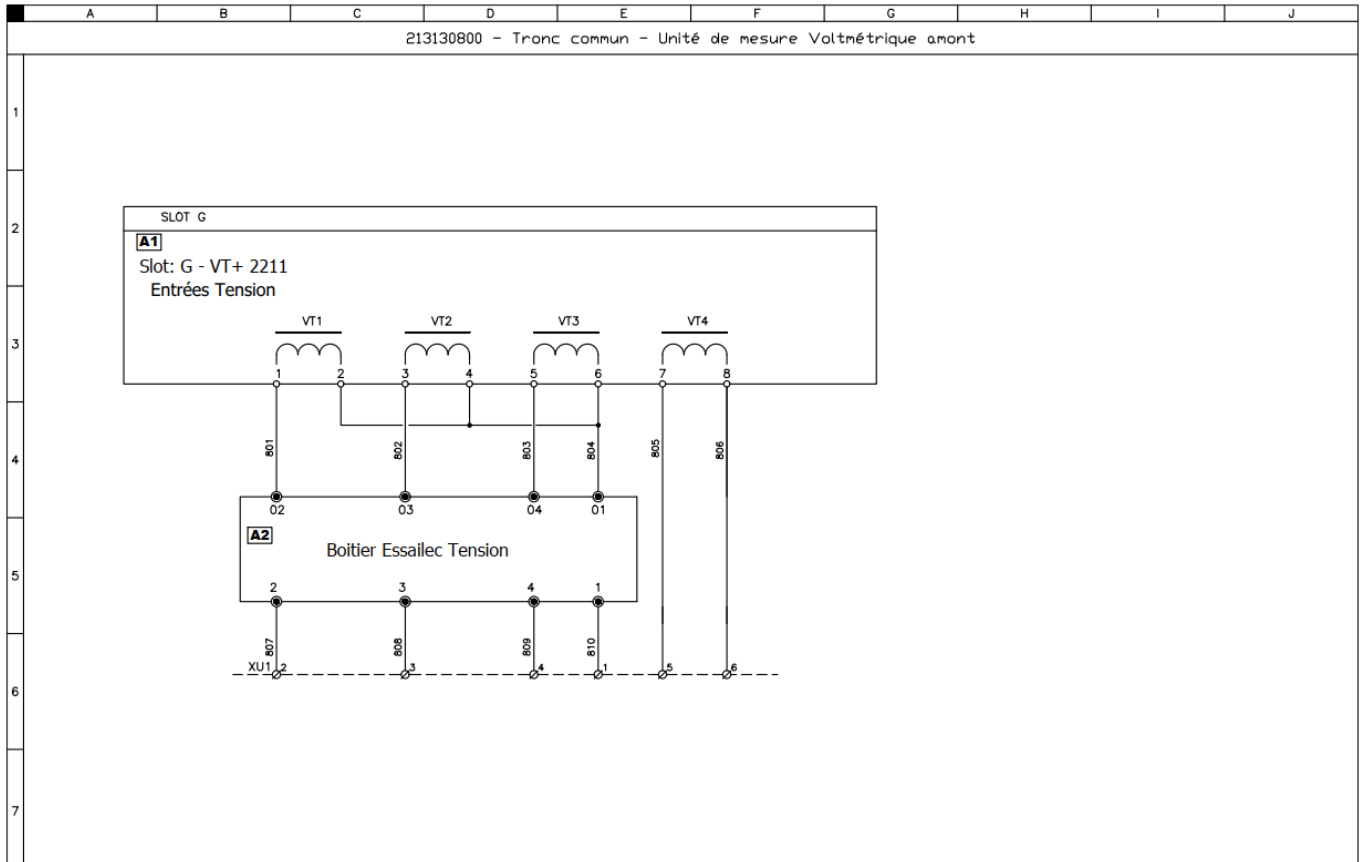 A B C D E F G H I J
213130800 - Tronc commun - Unité de mesure Voltmétrique amont
1
2
SLOT G
A1
Slot: G - VT+ 2211
Entrées Tension
3
VT1 VT2 VT3 VT4
1 2 3 4 5 6 7 8
4
801 802 803 804 805 806
02 03 04 01
A2
Boitier Essailec Tension
5
2 3 4 1
807 808 809 810
XU1 2 3 4 1 5 6
6
7